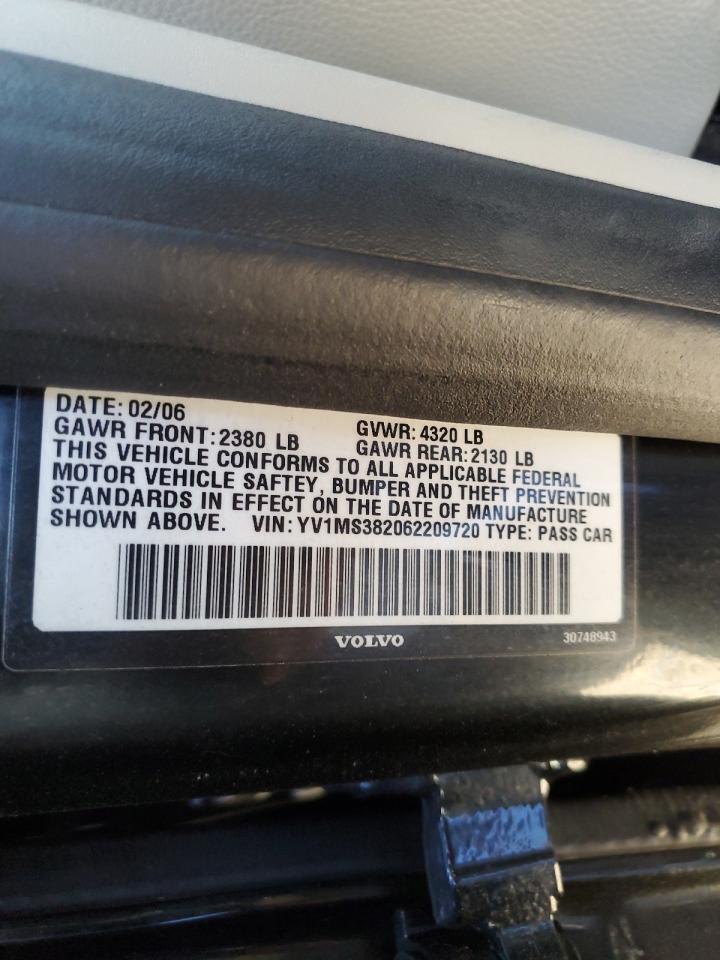 DATE: 02/06
GAWR FRONT: 2380 LB GVWR: 4320 LB
GAWR REAR: 2130 LB
THIS VEHICLE CONFORMS TO ALL APPLICABLE FEDERAL
MOTOR VEHICLE SAFTEY, BUMPER AND THEFT PREVENTION
STANDARDS IN EFFECT ON THE DATE OF MANUFACTURE
SHOWN ABOVE. VIN: YV1MS382062209720 TYPE: PASS CAR
VOLVO 30748943